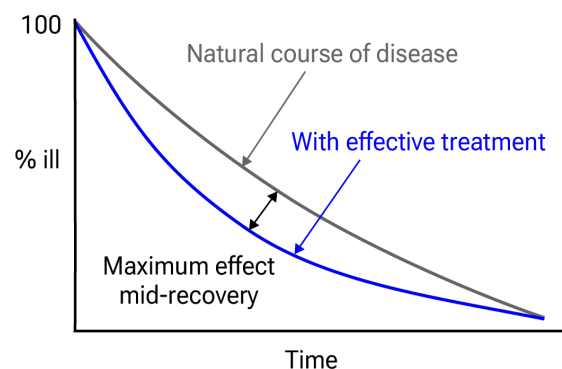 100
Natural course of disease
With effective treatment
% ill
Maximum effect
mid-recovery
Time